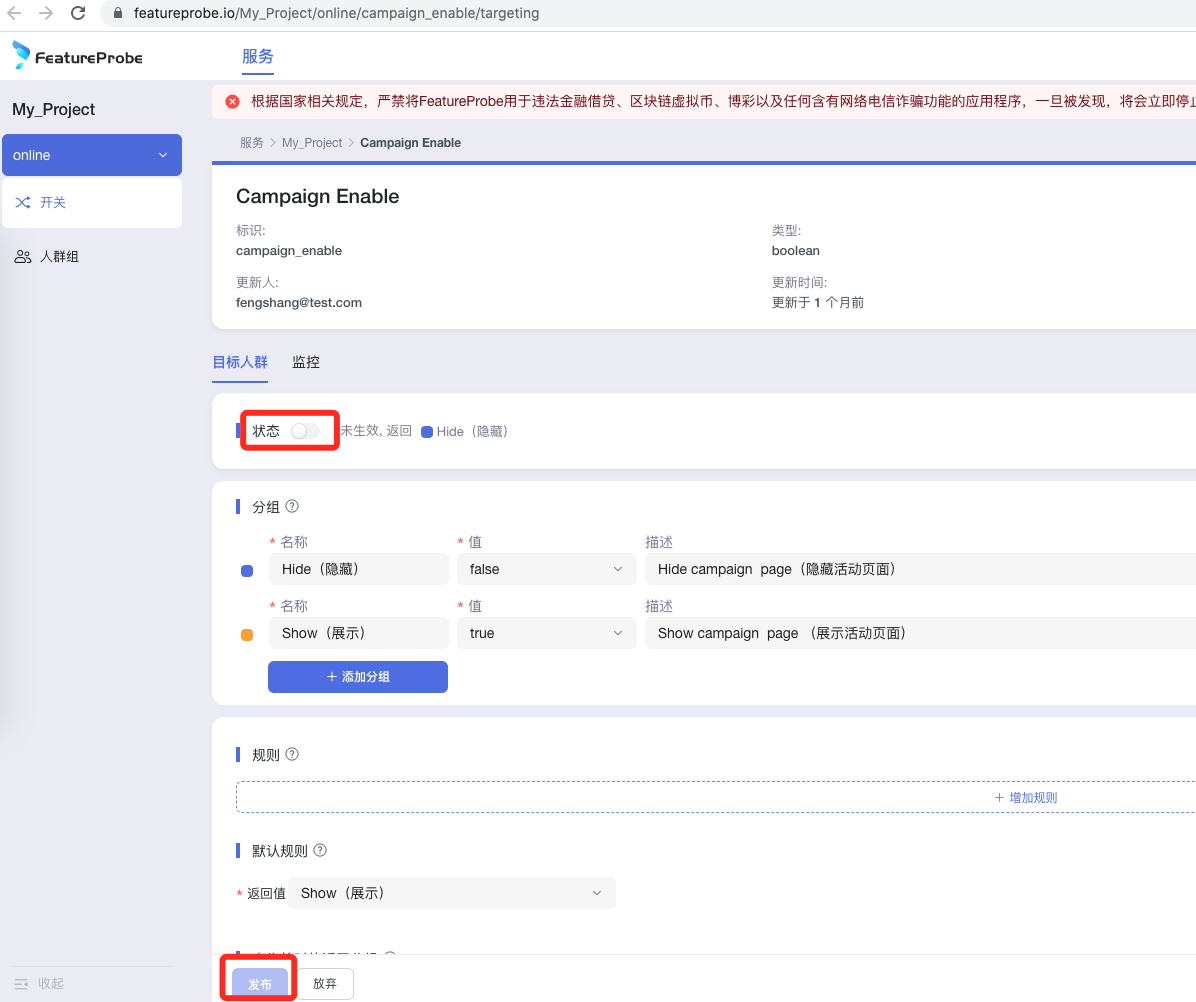 featureprobe.io/My_Project/online/campaign_enable/targeting
FeatureProbe
服务
My_Project
online
开关
人群组
根据国家相关规定，严禁将FeatureProbe用于违法金融借贷、区块链虚拟币、博彩以及任何含有网络电信诈骗功能的应用程序，一旦被发现，将会立即停止
服务 > My_Project > Campaign Enable
Campaign Enable
标识:
campaign_enable
类型:
boolean
更新人:
fengshang@test.com
更新时间:
更新于 1 个月前
目标人群 监控
状态 未生效, 返回 Hide（隐藏）
分组
* 名称 * 值 描述
Hide（隐藏） false Hide campaign page（隐藏活动页面）
* 名称 * 值 描述
Show（展示） true Show campaign page （展示活动页面）
+ 添加分组
规则
+ 增加规则
默认规则
* 返回值 Show（展示）
发布 放弃
收起